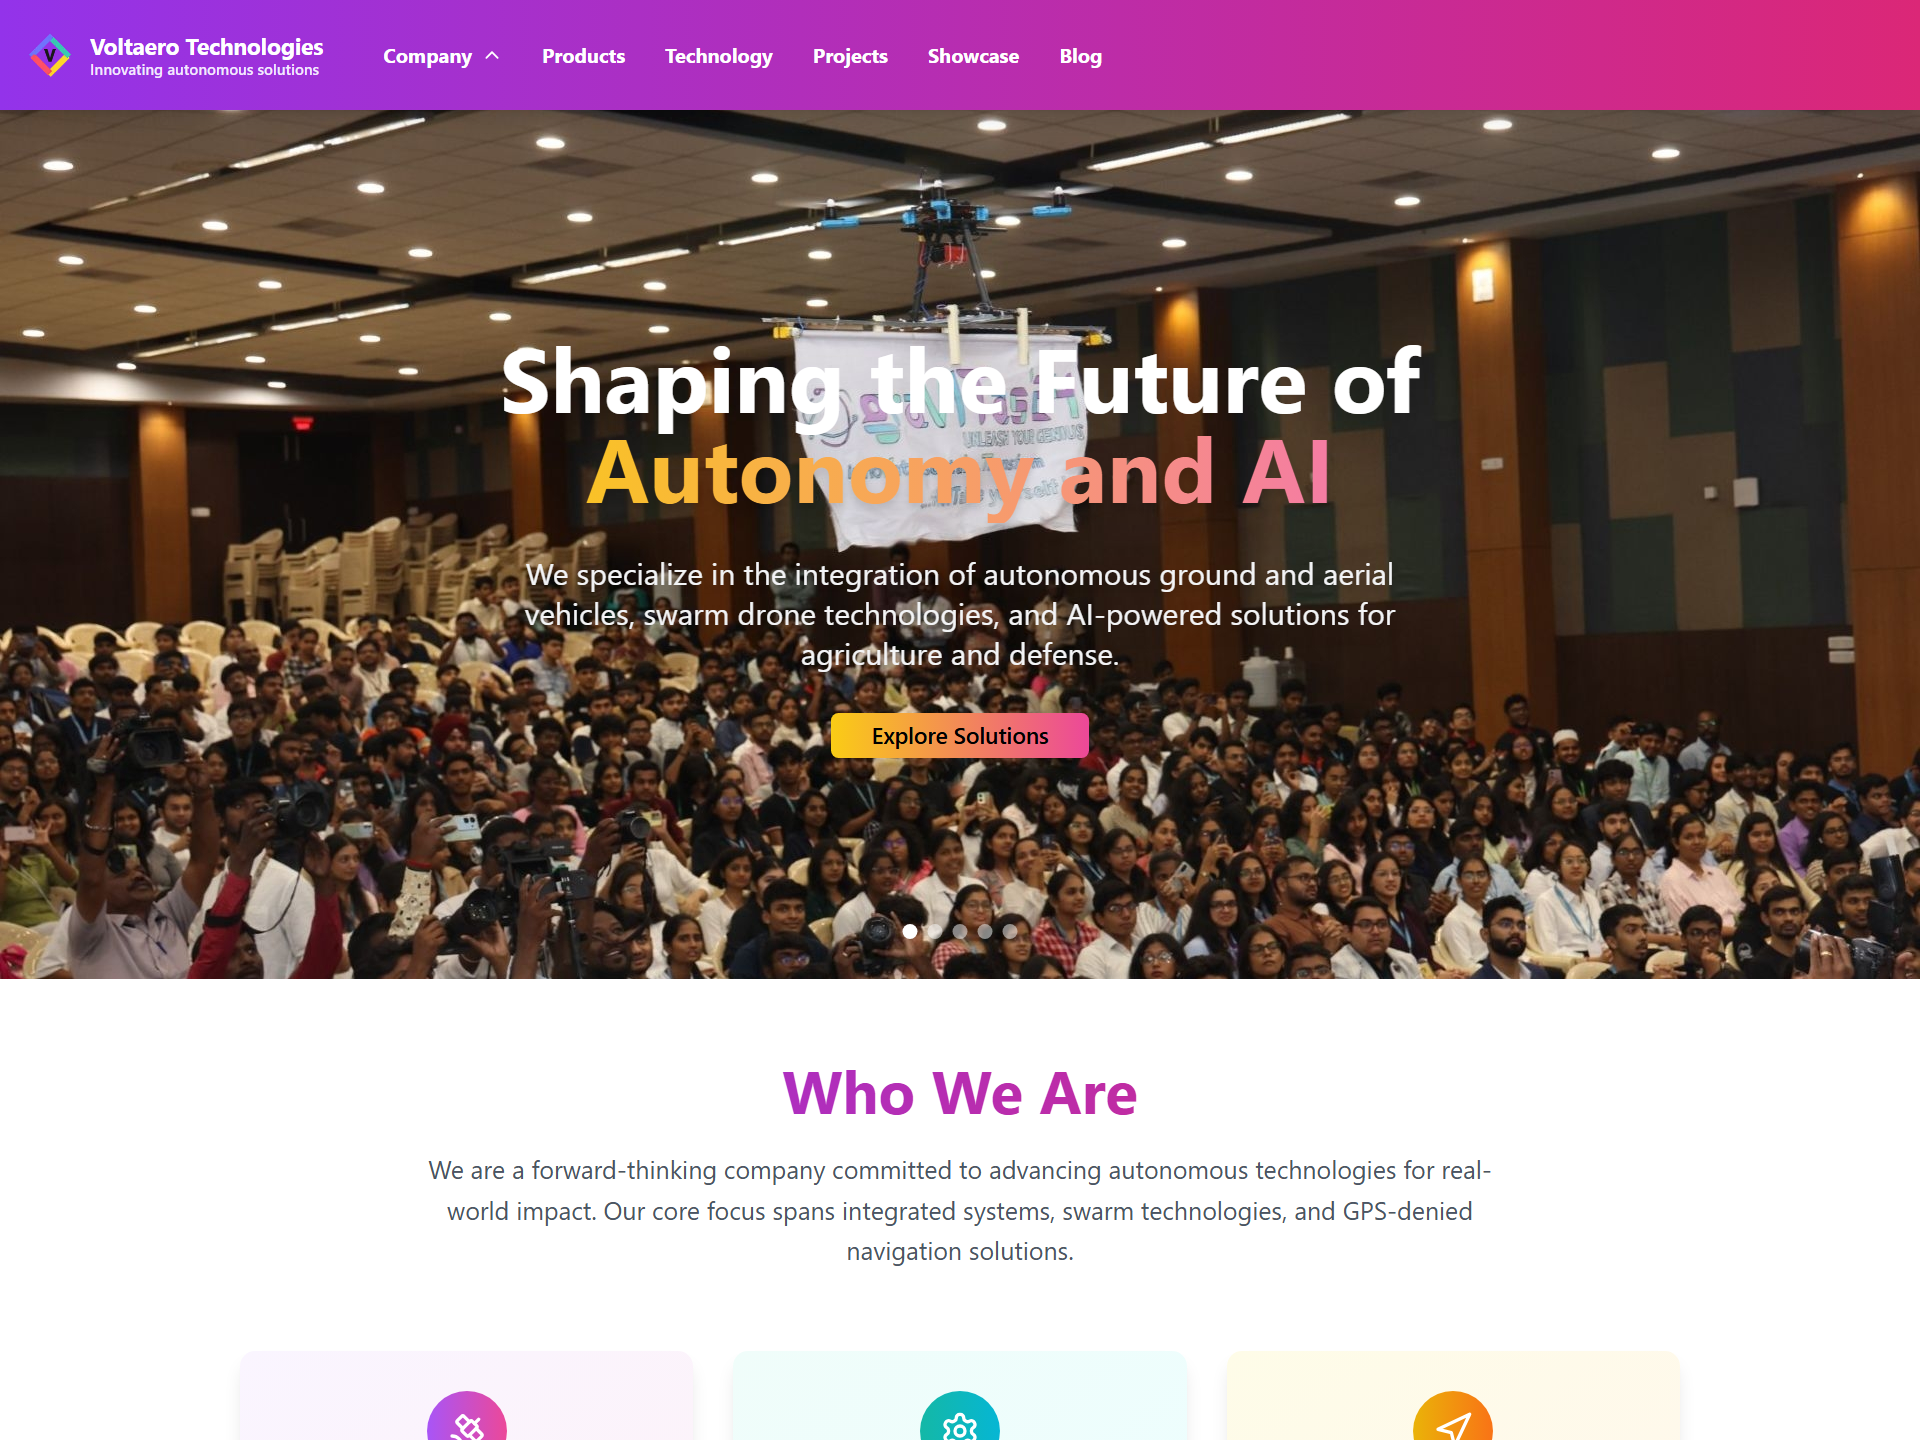 Voltaero Technologies
Innovating autonomous solutions
Company
Products
Technology
Projects
Showcase
Blog
Shaping the Future of
Autonomy and AI
UNLEASH YOUR GENIUS
We specialize in the integration of autonomous ground and aerial
vehicles, swarm drone technologies, and AI-powered solutions for
agriculture and defense.
Explore Solutions
Who We Are
We are a forward-thinking company committed to advancing autonomous technologies for real-
world impact. Our core focus spans integrated systems, swarm technologies, and GPS-denied
navigation solutions.